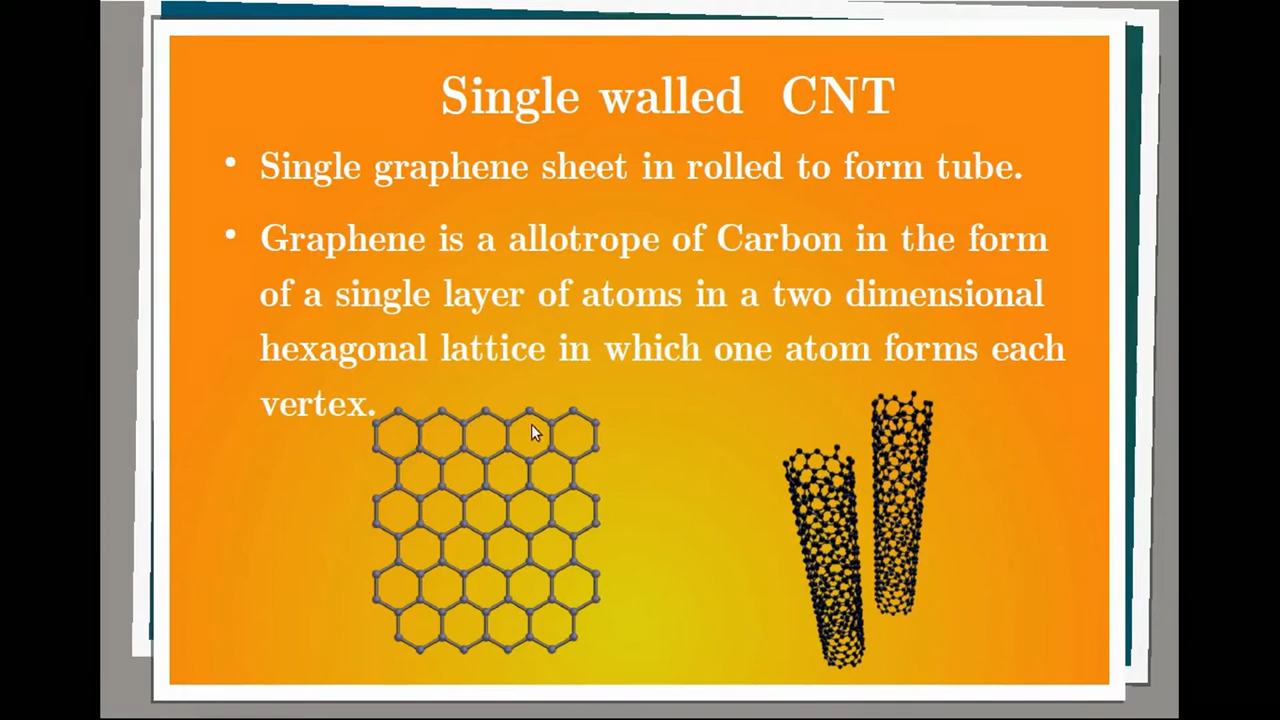 Single walled CNT
• Single graphene sheet in rolled to form tube.
• Graphene is a allotrope of Carbon in the form
of a single layer of atoms in a two dimensional
hexagonal lattice in which one atom forms each
vertex.